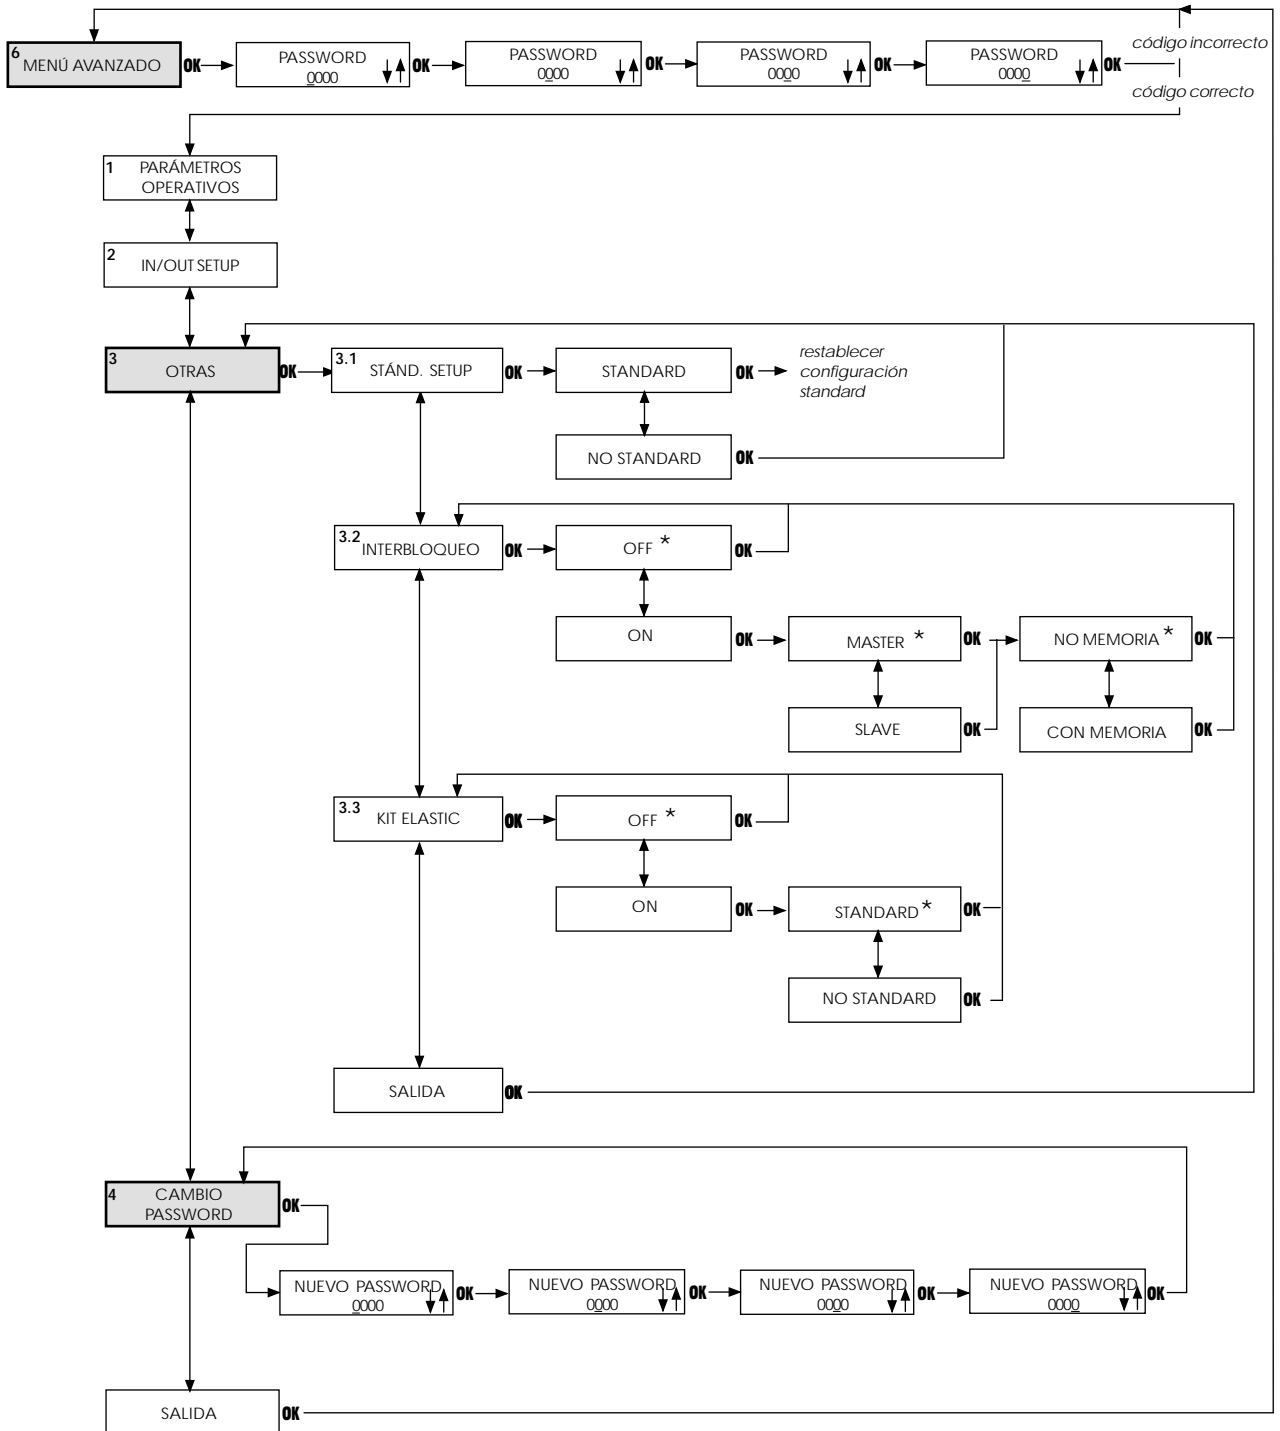 6
MENÚ AVANZADO
OK
PASSWORD
0000
OK
PASSWORD
0000
OK
PASSWORD
0000
OK
PASSWORD
0000
OK
código incorrecto
código correcto
1
PARÁMETROS
OPERATIVOS
2
IN/OUT SETUP
3
OTRAS
OK
3.1
STÁND. SETUP
OK
STANDARD
OK
restablecer
configuración
standard
NO STANDARD
OK
3.2
INTERBLOQUEO
OK
OFF *
OK
ON
OK
MASTER *
OK
NO MEMORIA *
OK
SLAVE
OK
CON MEMORIA
OK
3.3
KIT ELASTIC
OK
OFF *
OK
ON
OK
STANDARD *
OK
NO STANDARD
OK
SALIDA
OK
4
CAMBIO
PASSWORD
OK
NUEVO PASSWORD
0000
OK
NUEVO PASSWORD
0000
OK
NUEVO PASSWORD
0000
OK
NUEVO PASSWORD
0000
OK
SALIDA
OK